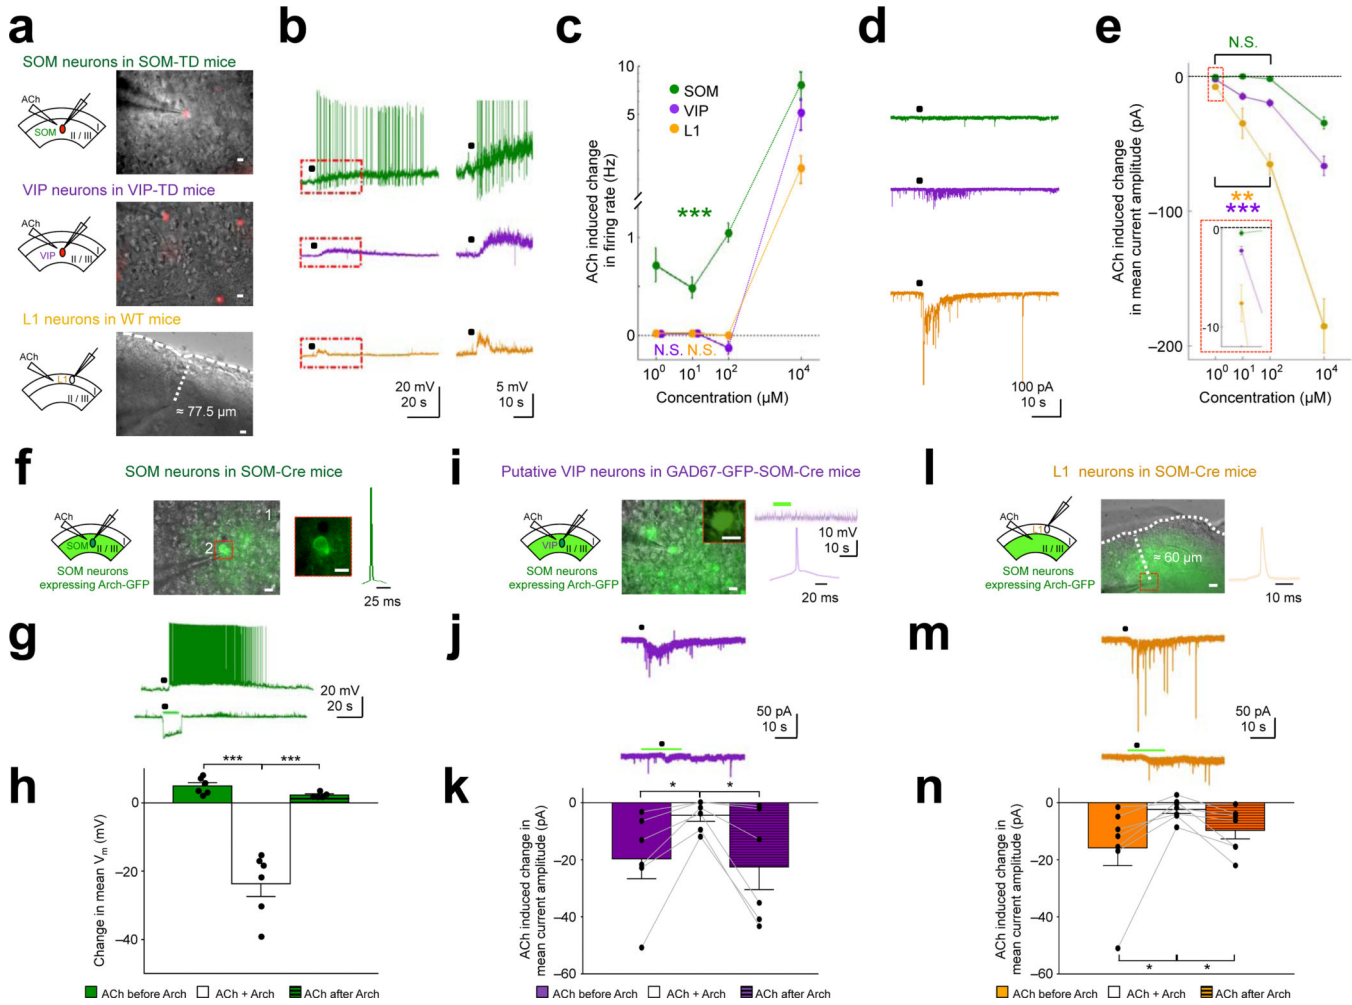 a
SOM neurons in SOM-TD mice
ACh
SOM
I
II / III
VIP neurons in VIP-TD mice
ACh
VIP
I
II / III
L1 neurons in WT mice
ACh
L1
I
II / III
≈ 77.5 µm
b
20 mV
20 s
5 mV
10 s
c
ACh induced change
in firing rate (Hz)
10
5
1
0
SOM
VIP
L1
***
N.S. N.S.
10⁰ 10¹ 10² 10⁴
Concentration (µM)
d
100 pA
10 s
e
N.S.
ACh induced change
in mean current amplitude (pA)
0
–100
–200
**
***
0
-10
10⁰ 10¹ 10² 10⁴
Concentration (µM)
f
SOM neurons in SOM-Cre mice
ACh
SOM
I
II / III
SOM neurons
expressing Arch-GFP
1
2
25 ms
g
20 mV
20 s
h
*** ***
Change in mean Vm (mV)
0
–20
–40
ACh before Arch ACh + Arch ACh after Arch
i
Putative VIP neurons in GAD67-GFP-SOM-Cre mice
ACh
VIP
I
II / III
SOM neurons
expressing Arch-GFP
10 mV
10 s
20 ms
j
50 pA
10 s
k
* *
ACh induced change in
mean current amplitude (pA)
0
–20
–40
–60
ACh before Arch ACh + Arch ACh after Arch
l
L1 neurons in SOM-Cre mice
ACh
L1
I
II / III
SOM neurons
expressing Arch-GFP
≈ 60 µm
10 ms
m
50 pA
10 s
n
ACh induced change in
mean current amplitude (pA)
0
–20
–40
–60
* *
ACh before Arch ACh + Arch ACh after Arch